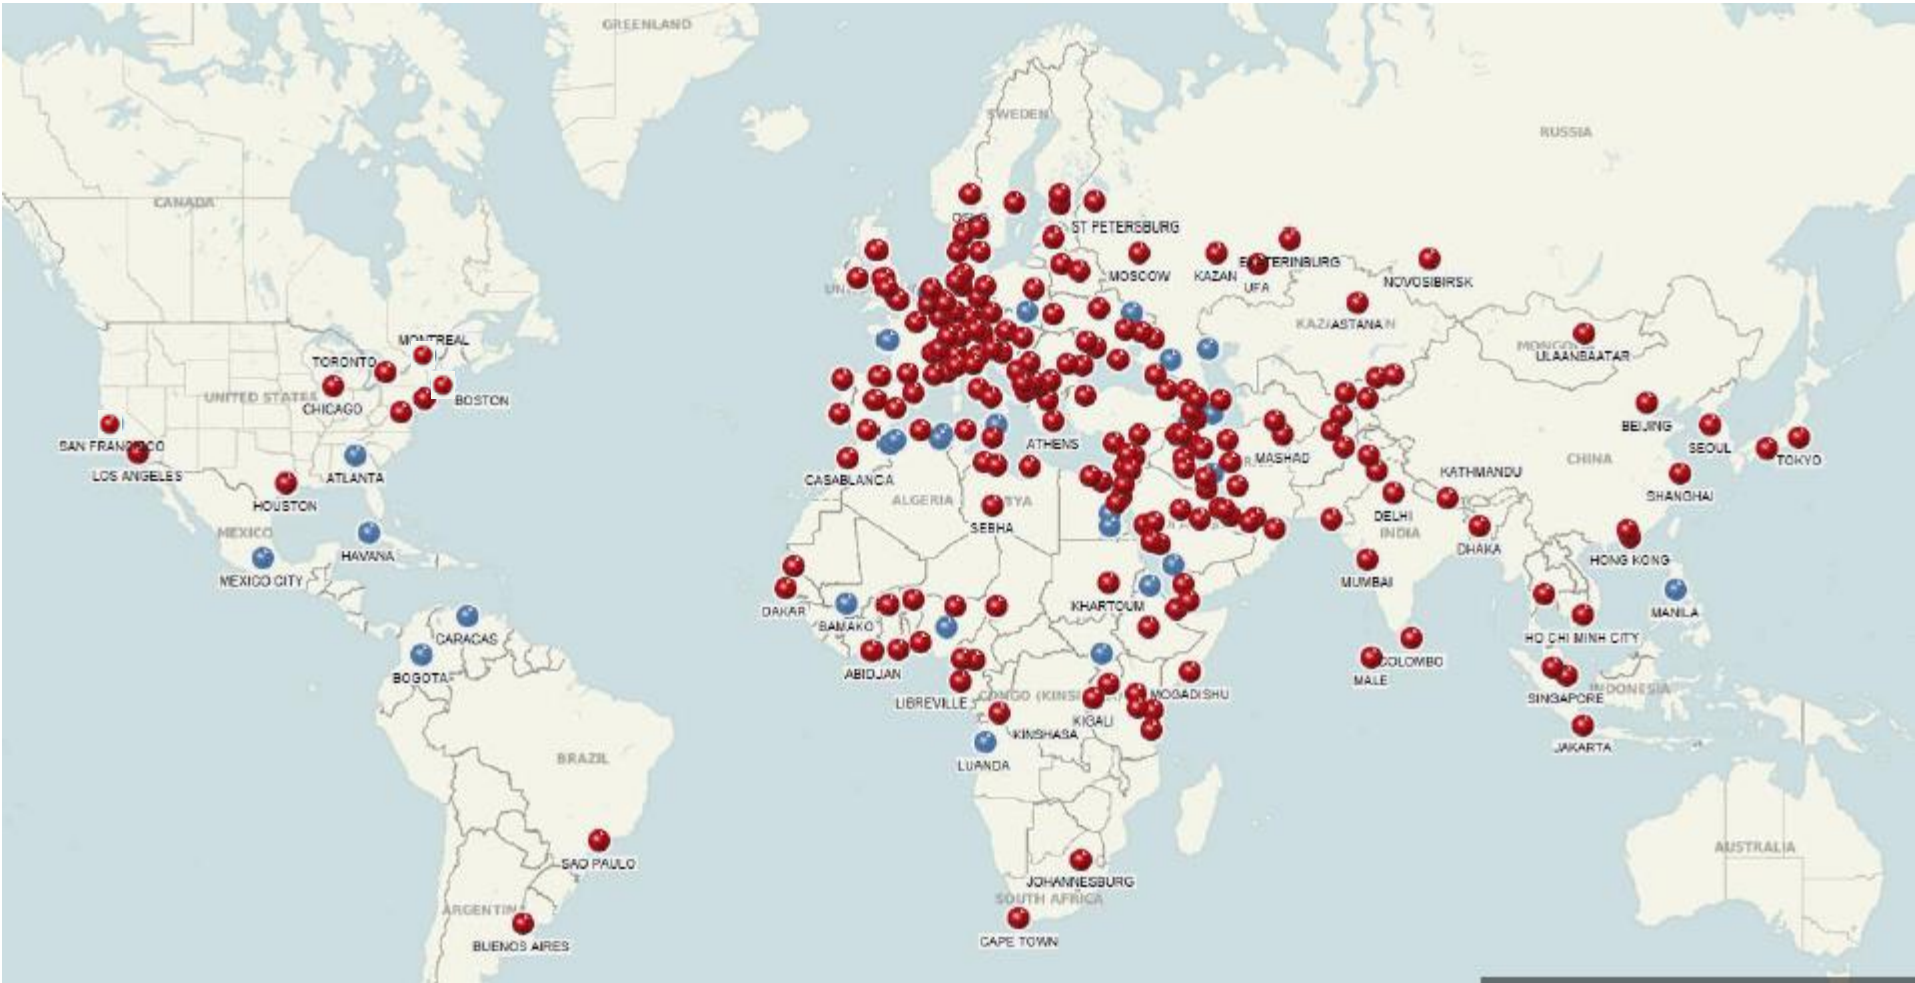 GREENLAND
SWEDEN
RUSSIA
CANADA
OSLO
ST PETERSBURG
MOSCOW
KAZAN
EKATERINBURG
UFA
NOVOSIBIRSK
ASTANA
MONTREAL
TORONTO
ULAANBAATAR
UNITED STATES
CHICAGO
BOSTON
BEIJING
SEOUL
TOKYO
SAN FRANCISCO
LOS ANGELES
ATLANTA
ATHENS
MASHAD
CHINA
KATHMANDU
CASABLANCA
HOUSTON
ALGERIA
SHANGHAI
DELHI
INDIA
SEBHA
MEXICO
HAVANA
DHAKA
HONG KONG
MEXICO CITY
MUMBAI
DAKAR
BAMAKO
KHARTOUM
MANILA
CARACAS
HO CHI MINH CITY
BOGOTA
ABIDJAN
COLOMBO
MALE
LIBREVILLE
MOGADISHU
SINGAPORE
INDONESIA
KIGALI
KINSHASA
JAKARTA
LUANDA
BRAZIL
AUSTRALIA
SAO PAULO
JOHANNESBURG
SOUTH AFRICA
ARGENTIN
BUENOS AIRES
CAPE TOWN